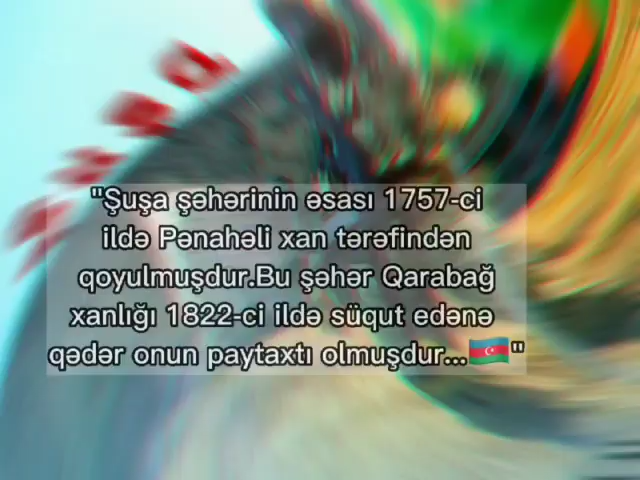 "Şuşa şəhərinin əsası 1757-ci
ildə Pənahəli xan tərəfindən
qoyulmuşdur.Bu şəhər Qarabağ
xanlığı 1822-ci ildə süqut edənə
qədər onun paytaxtı olmuşdur...🇦🇿"